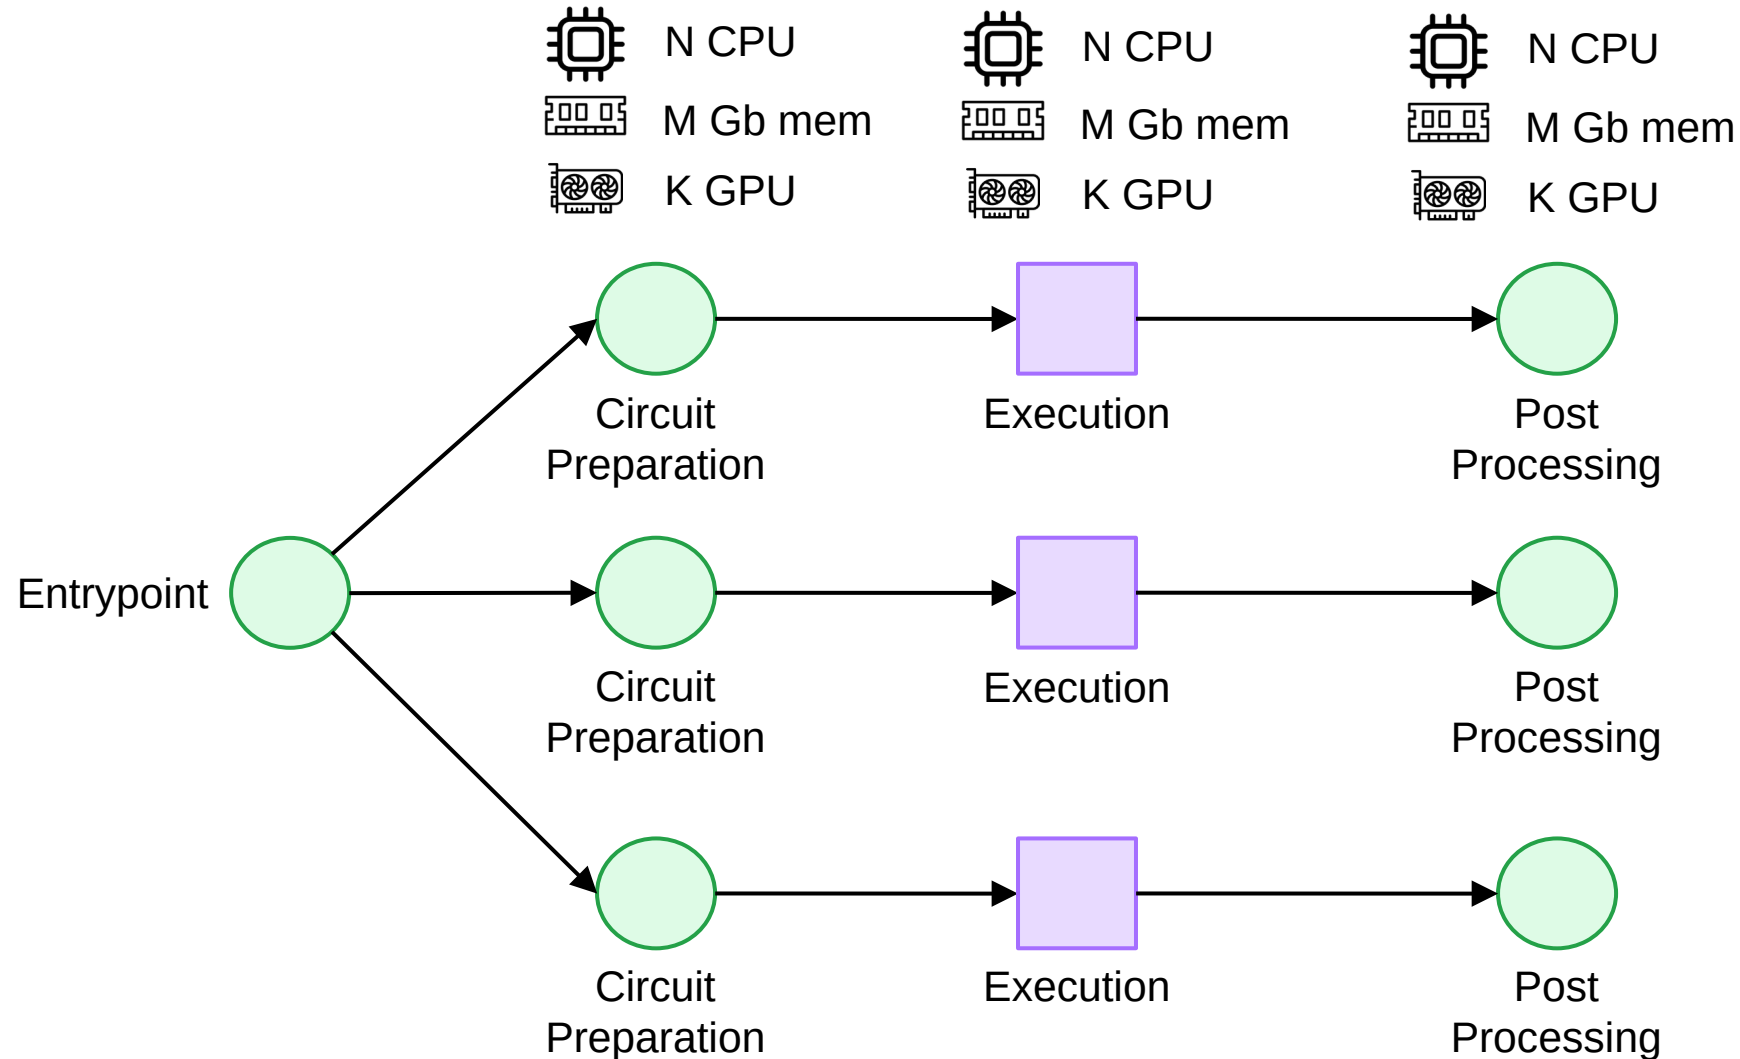 N CPU
N CPU
N CPU
M Gb mem
M Gb mem
M Gb mem
K GPU
K GPU
K GPU
Circuit
Preparation
Execution
Post
Processing
Entrypoint
Circuit
Preparation
Execution
Post
Processing
Circuit
Preparation
Execution
Post
Processing